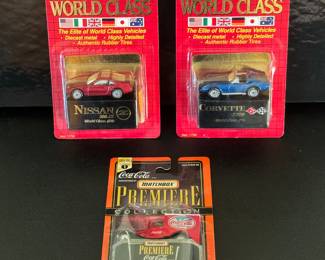 WORLD CLASS
The Elite of World Class Vehicles
• Diecast metal • Highly Detailed
• Authentic Rubber Tires
NISSAN
WORLD CLASS
The Elite of World Class Vehicles
• Diecast metal • Highly Detailed
• Authentic Rubber Tires
CORVETTE
Coca-Cola
MATCHBOX
PREMIERE
COLLECTION
MATCHBOX
PREMIERE
Coca-Cola